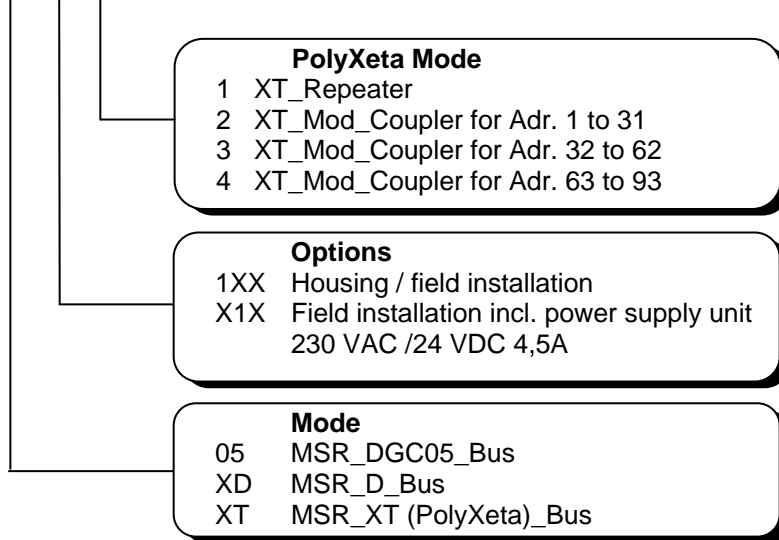 PolyXeta Mode
1 XT_Repeater
2 XT_Mod_Coupler for Adr. 1 to 31
3 XT_Mod_Coupler for Adr. 32 to 62
4 XT_Mod_Coupler for Adr. 63 to 93
Options
1XX Housing / field installation
X1X Field installation incl. power supply unit
230 VAC /24 VDC 4,5A
Mode
05 MSR_DGC05_Bus
XD MSR_D_Bus
XT MSR_XT (PolyXeta)_Bus